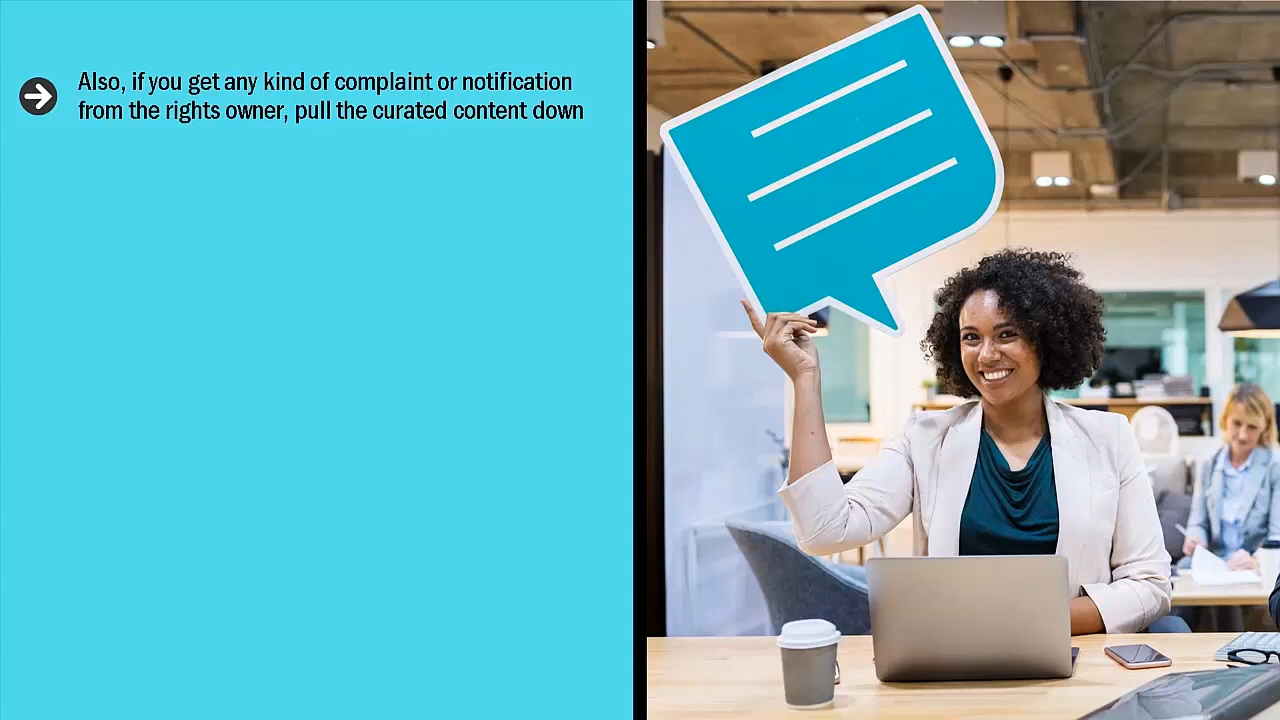 Also, if you get any kind of complaint or notification
from the rights owner, pull the curated content down